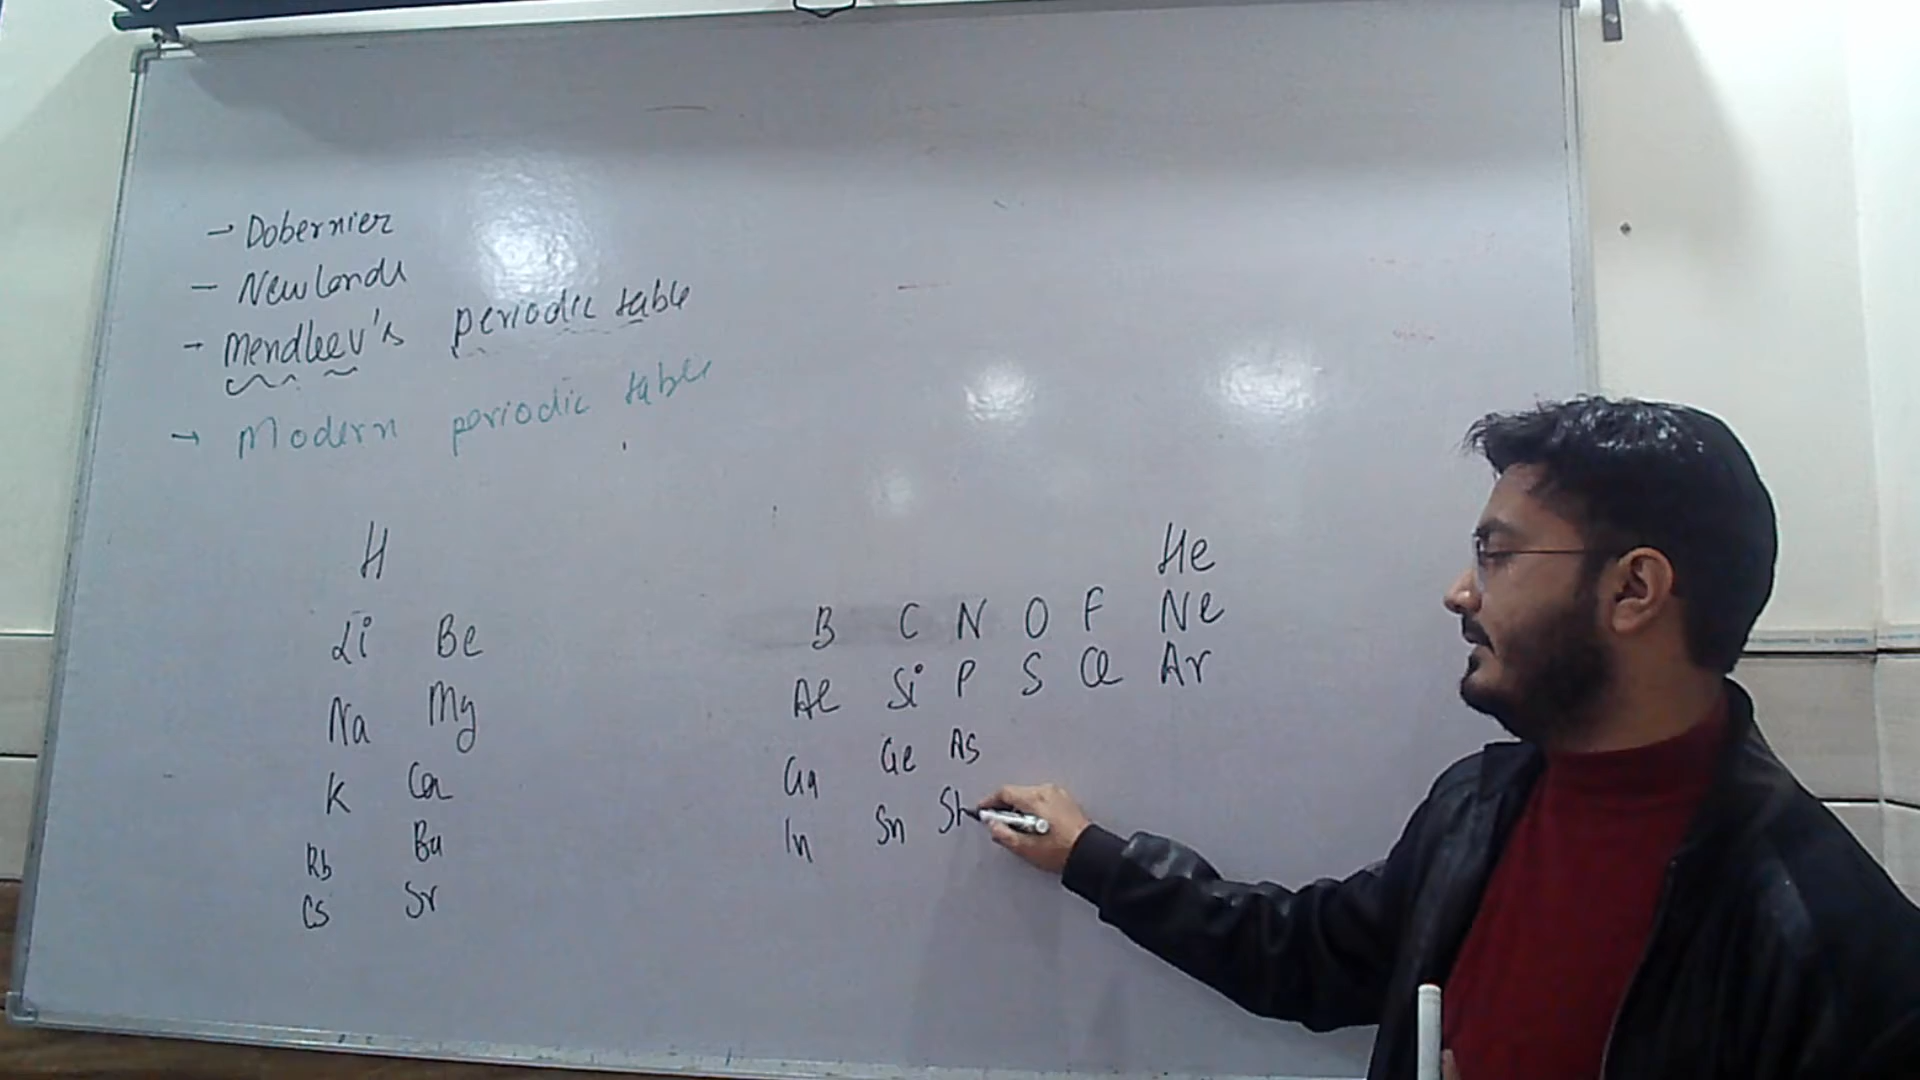 → Dobernier
— Newlands
→ Mendleev's periodic table
→ Modern periodic table
H He
Li Be B C N O F Ne
Na Mg Al Si P S Cl Ar
K Ca Ga Ge As
Rb Ba In Sn Sb
Cs Sr